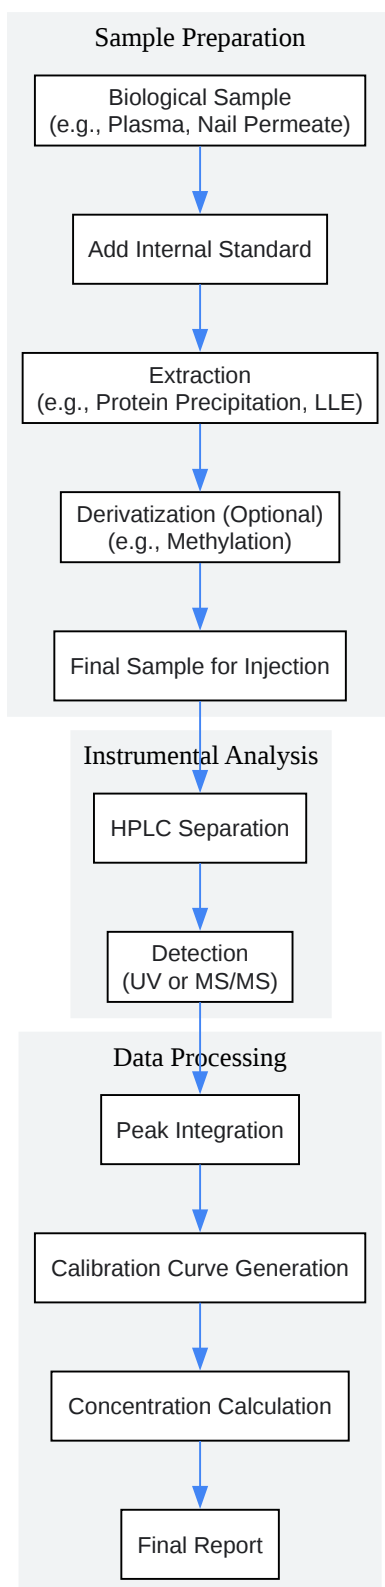 Sample Preparation
Biological Sample
(e.g., Plasma, Nail Permeate)
Add Internal Standard
Extraction
(e.g., Protein Precipitation, LLE)
Derivatization (Optional)
(e.g., Methylation)
Final Sample for Injection
Instrumental Analysis
HPLC Separation
Detection
(UV or MS/MS)
Data Processing
Peak Integration
Calibration Curve Generation
Concentration Calculation
Final Report